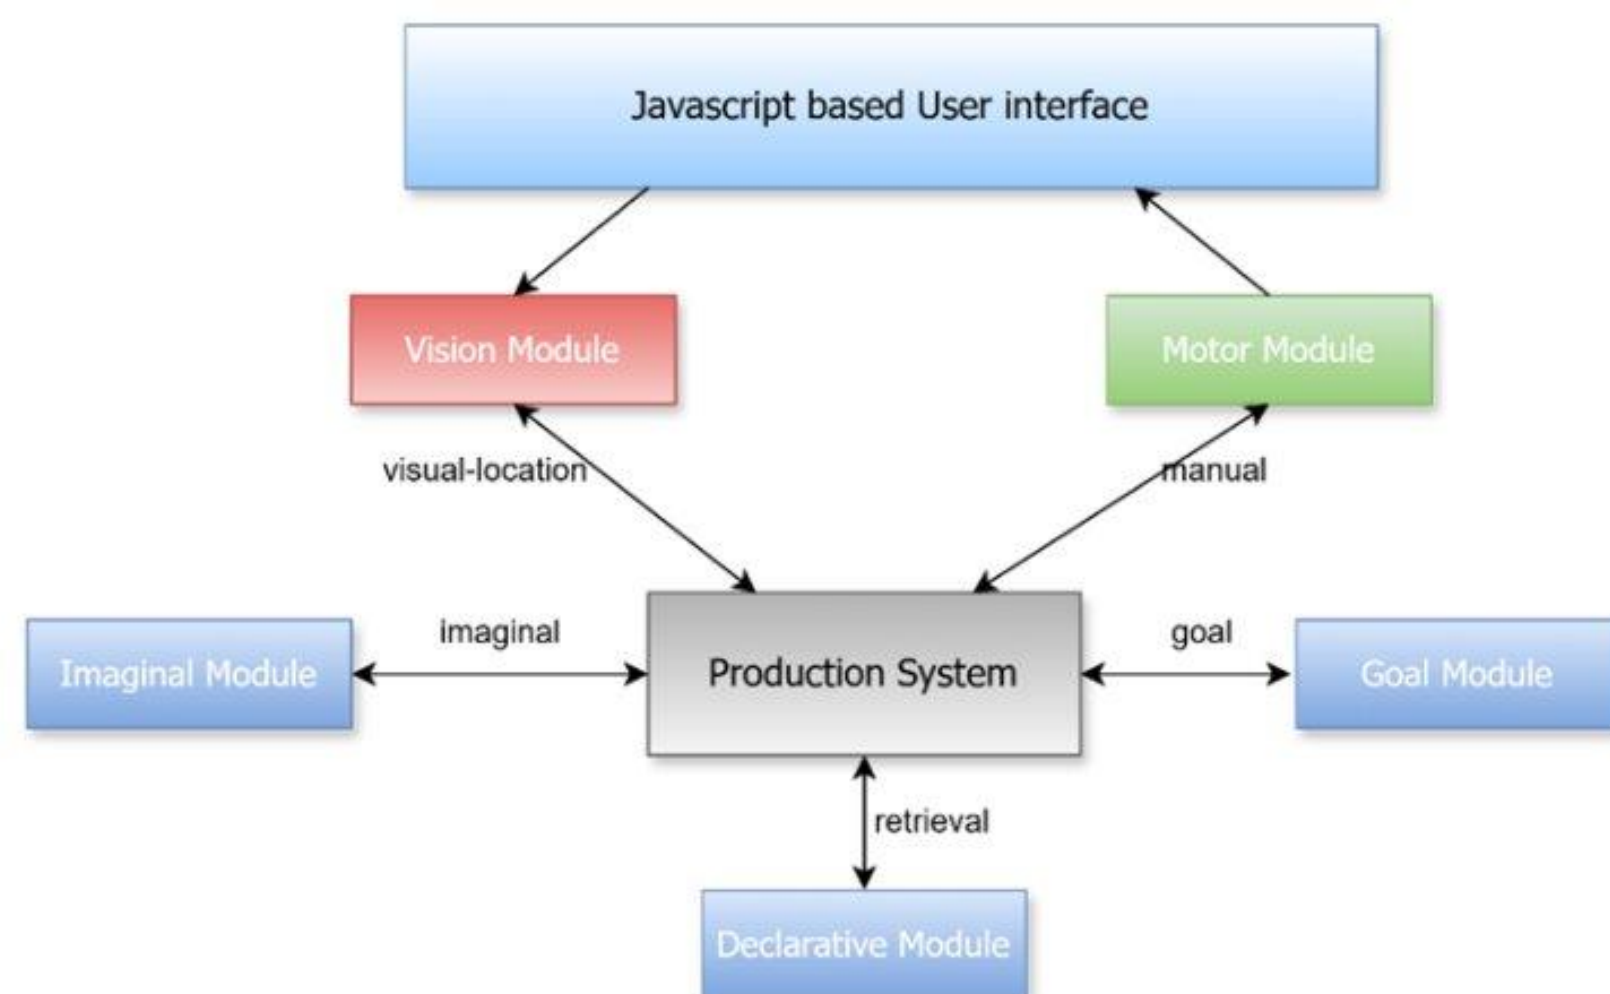 Javascript based User interface
Vision Module
Motor Module
visual-location
manual
imaginal
goal
Imaginal Module
Production System
Goal Module
retrieval
Declarative Module